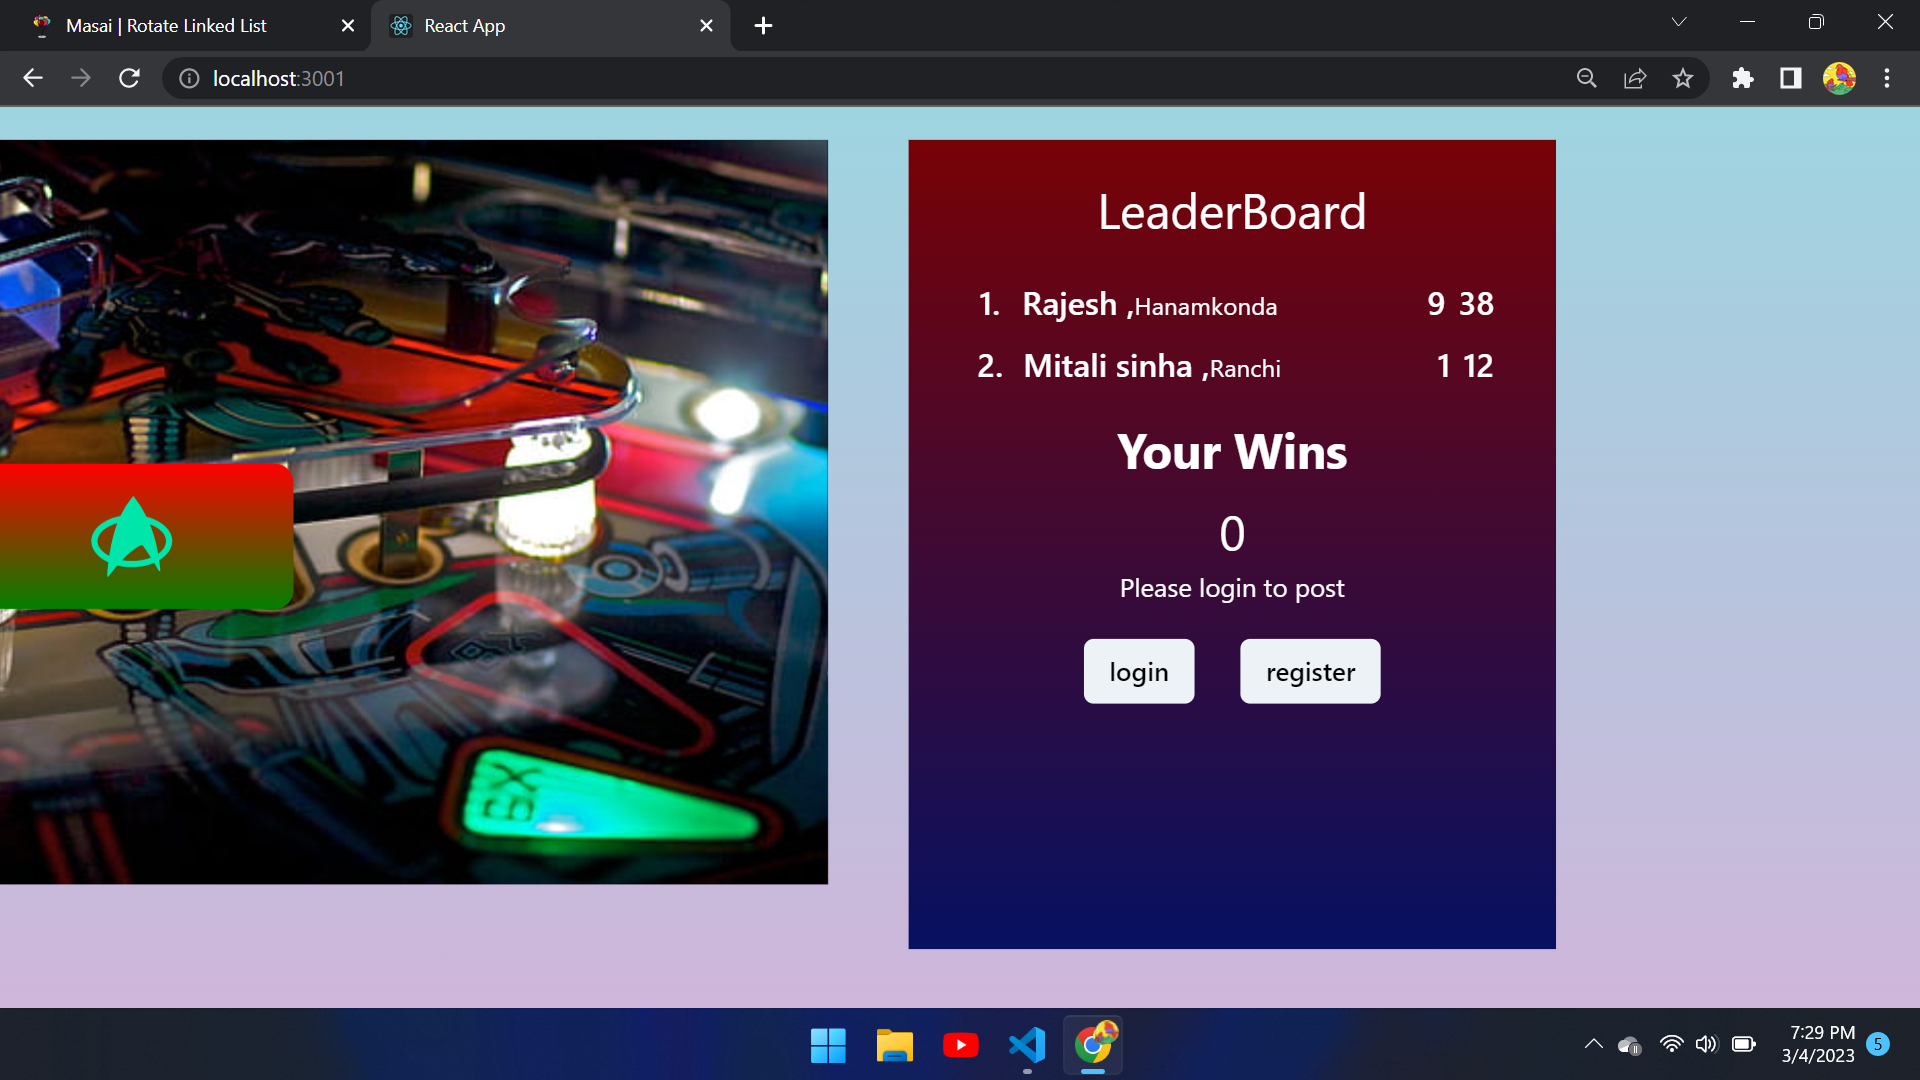 Masai | Rotate Linked List
React App
localhost:3001
LeaderBoard
1. Rajesh ,Hanamkonda 9 38
2. Mitali sinha ,Ranchi 1 12
Your Wins
0
Please login to post
login register
7:29 PM
3/4/2023
5